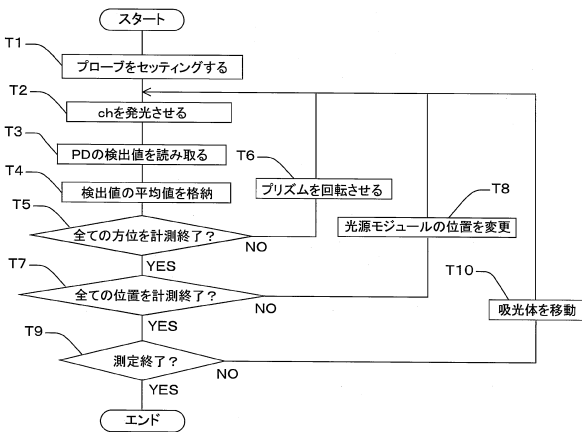 スタート
T1
プローブをセッティングする
T2
chを発光させる
T3
PDの検出値を読み取る
T4
検出値の平均値を格納
T5
全ての方位を計測終了?
NO
T6
プリズムを回転させる
YES
T7
全ての位置を計測終了?
NO
T8
光源モジュールの位置を変更
YES
T9
測定終了?
NO
T10
吸光体を移動
YES
エンド